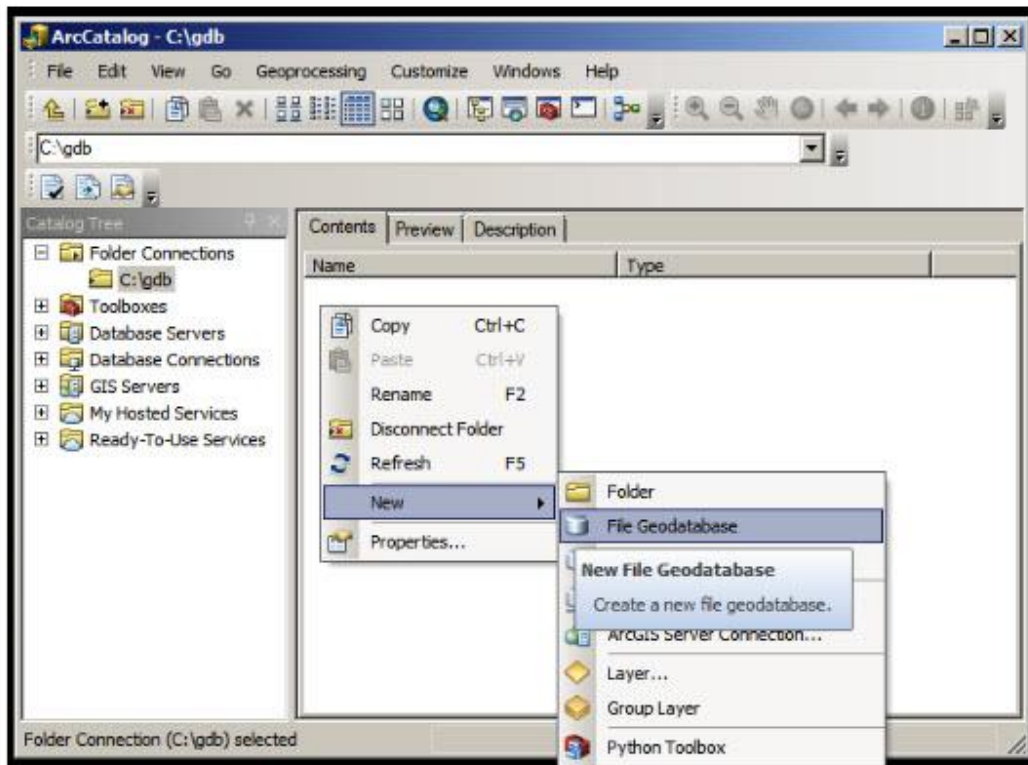 ArcCatalog - C:\gdb
File Edit View Go Geoprocessing Customize Windows Help
C:\gdb
Catalog Tree
Folder Connections
C:\gdb
Toolboxes
Database Servers
Database Connections
GIS Servers
My Hosted Services
Ready-To-Use Services
Contents Preview Description
Name Type
Copy Ctrl+C
Paste Ctrl+V
Rename F2
Disconnect Folder
Refresh F5
New
Properties...
Folder
File Geodatabase
New File Geodatabase
Create a new file geodatabase.
ArcGIS Server Connection...
Layer...
Group Layer
Python Toolbox
Folder Connection (C:\gdb) selected